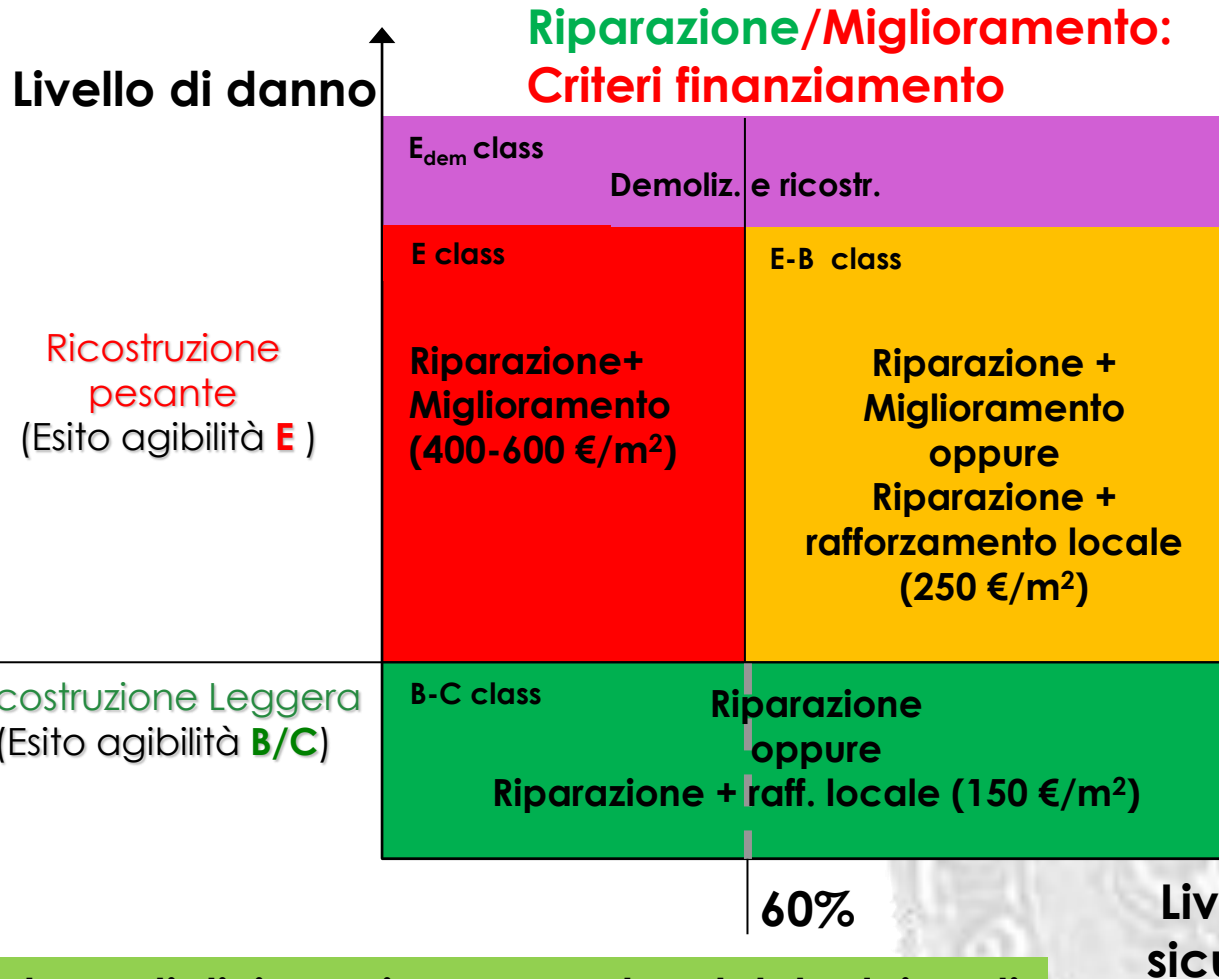 Riparazione/Miglioramento:
Criteri finanziamento
Livello di danno
E_dem class
Demoliz. e ricostr.
E class
E-B class
Ricostruzione
pesante
(Esito agibilità E )
Riparazione+
Miglioramento
(400-600 €/m²)
Riparazione +
Miglioramento
oppure
Riparazione +
rafforzamento locale
(250 €/m²)
costruzione Leggera
(Esito agibilità B/C)
B-C class
Riparazione
oppure
Riparazione + raff. locale (150 €/m²)
60%
Liv
sicu